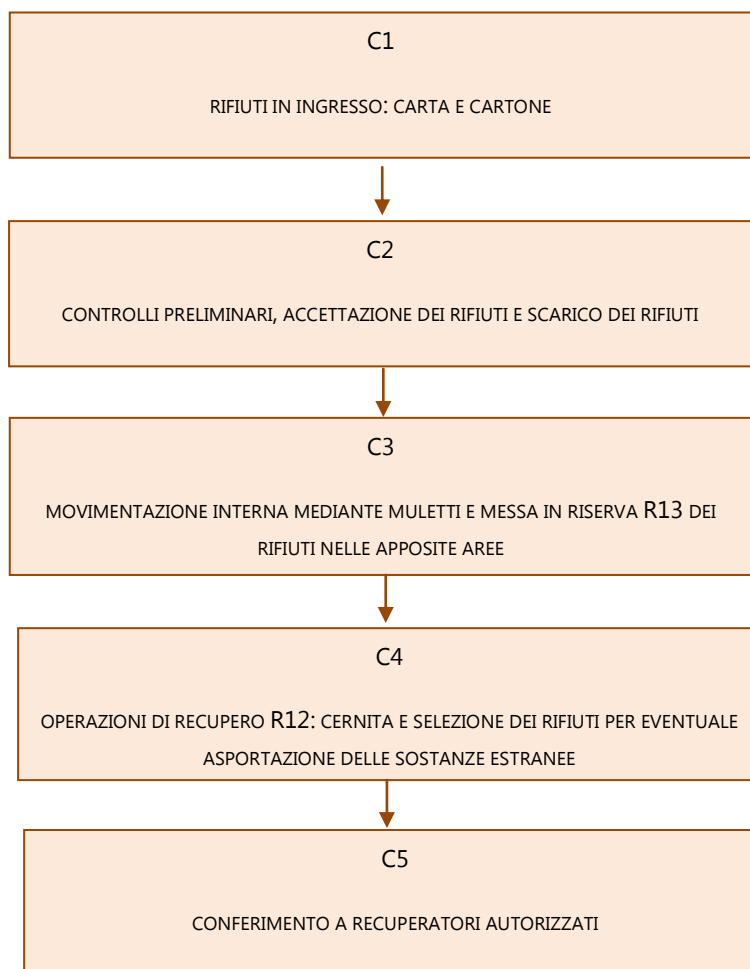 C1
RIFIUTI IN INGRESSO: CARTA E CARTONE
C2
CONTROLLI PRELIMINARI, ACCETTAZIONE DEI RIFIUTI E SCARICO DEI RIFIUTI
C3
MOVIMENTAZIONE INTERNA MEDIANTE MULETTI E MESSA IN RISERVA R13 DEI
RIFIUTI NELLE APPOSITE AREE
C4
OPERAZIONI DI RECUPERO R12: CERNITA E SELEZIONE DEI RIFIUTI PER EVENTUALE
ASPORTAZIONE DELLE SOSTANZE ESTRANEE
C5
CONFERIMENTO A RECUPERATORI AUTORIZZATI